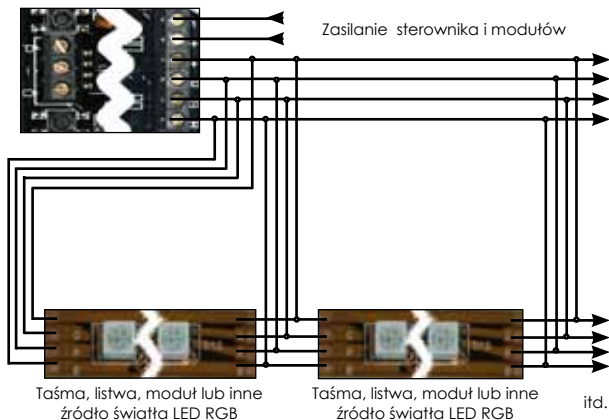 Zasilanie sterownika i modułów
Taśma, listwa, moduł lub inne
źródło światła LED RGB
Taśma, listwa, moduł lub inne
źródło światła LED RGB
itd.